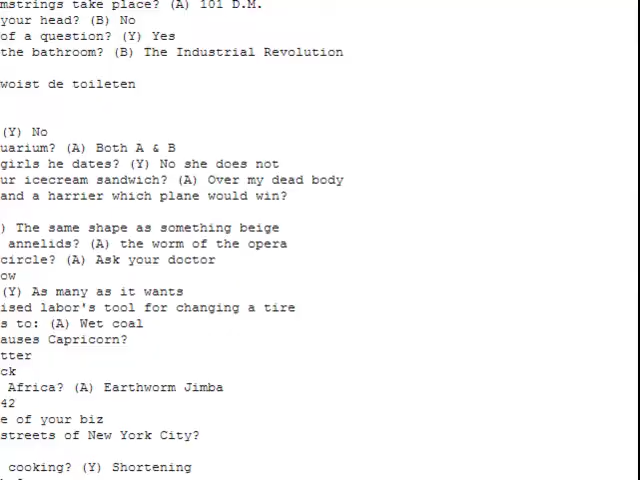 mstrings take place? (A) 101 D.M.
your head? (B) No
of a question? (Y) Yes
the bathroom? (B) The Industrial Revolution
woist de toileten
(Y) No
uarium? (A) Both A & B
girls he dates? (Y) No she does not
ur icecream sandwich? (A) Over my dead body
and a harrier which plane would win?
) The same shape as something beige
annelids? (A) the worm of the opera
circle? (A) Ask your doctor
ow
(Y) As many as it wants
ised labor's tool for changing a tire
s to: (A) Wet coal
auses Capricorn?
tter
ck
Africa? (A) Earthworm Jimba
42
e of your biz
streets of New York City?
cooking? (Y) Shortening